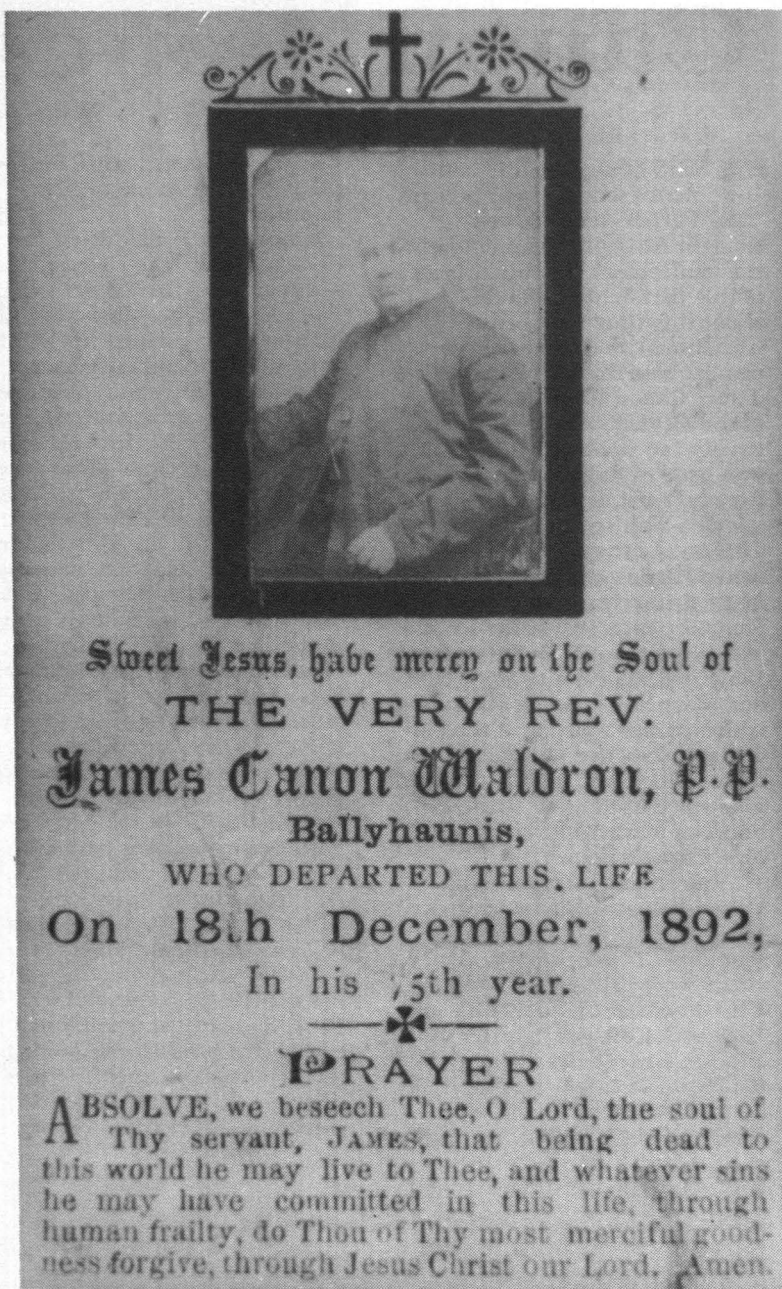 Sweet Jesus, have mercy on the Soul of
THE VERY REV.
James Canon Waldron, P.P.
Ballyhaunis,
WHO DEPARTED THIS LIFE
On 18th December, 1892,
In his 75th year.
PRAYER
ABSOLVE, we beseech Thee, O Lord, the soul of
Thy servant, JAMES, that being dead to
this world he may live to Thee, and whatever sins
he may have committed in this life, through
human frailty, do Thou of Thy most merciful good-
ness forgive, through Jesus Christ our Lord. Amen.